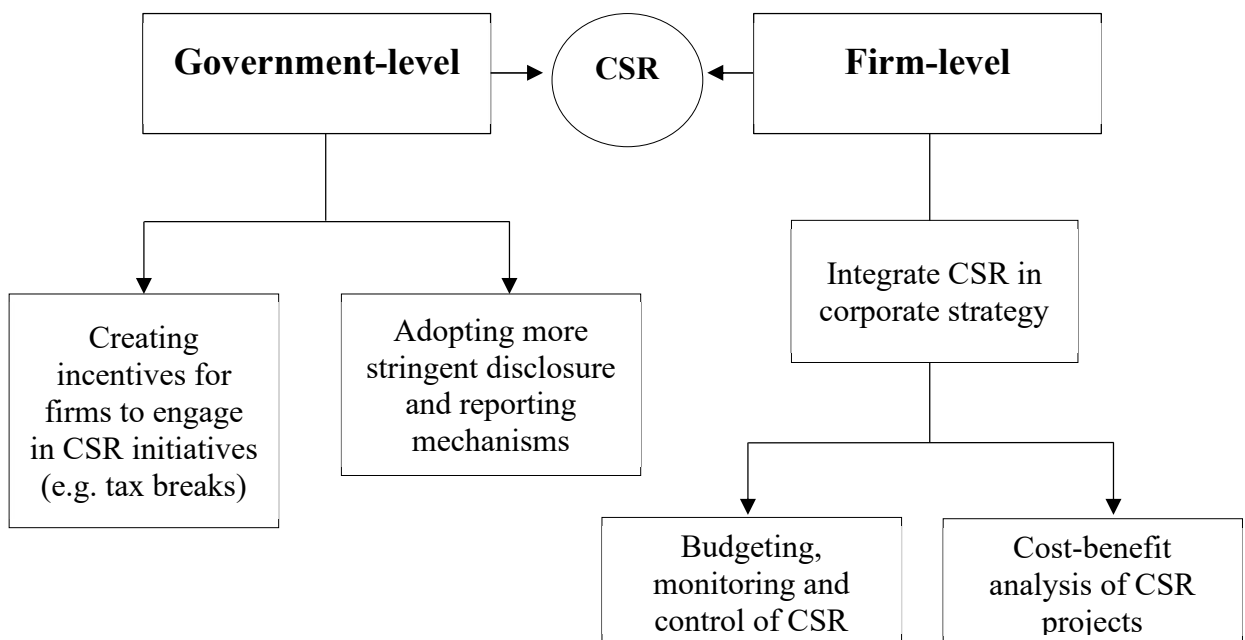 Government-level
CSR
Firm-level
Integrate CSR in
corporate strategy
Creating
incentives for
firms to engage
in CSR initiatives
(e.g. tax breaks)
Adopting more
stringent disclosure
and reporting
mechanisms
Budgeting,
monitoring and
control of CSR
Cost-benefit
analysis of CSR
projects